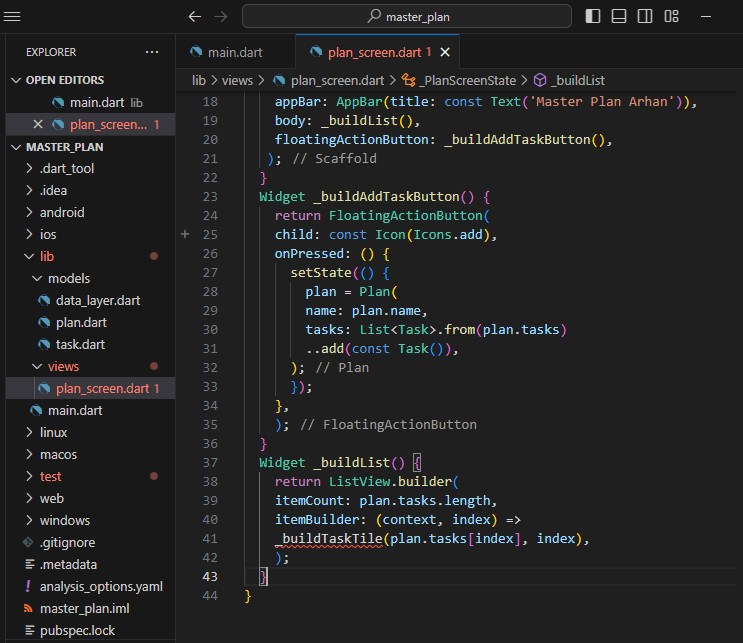 master_plan
EXPLORER
OPEN EDITORS
main.dart lib
plan_screen... 1
MASTER_PLAN
.dart_tool
.idea
android
ios
lib
models
data_layer.dart
plan.dart
task.dart
views
plan_screen.dart 1
main.dart
linux
macos
test
web
windows
.gitignore
.metadata
analysis_options.yaml
master_plan.iml
pubspec.lock
main.dart
plan_screen.dart 1
lib > views > plan_screen.dart > _PlanScreenState > _buildList
18 appBar: AppBar(title: const Text('Master Plan Arhan')),
19 body: _buildList(),
20 floatingActionButton: _buildAddTaskButton(),
21 ); // Scaffold
22 }
23 Widget _buildAddTaskButton() {
24 return FloatingActionButton(
25 child: const Icon(Icons.add),
26 onPressed: () {
27 setState(() {
28 plan = Plan(
29 name: plan.name,
30 tasks: List<Task>.from(plan.tasks)
31 ..add(const Task()),
32 ); // Plan
33 });
34 },
35 ); // FloatingActionButton
36 }
37 Widget _buildList() {
38 return ListView.builder(
39 itemCount: plan.tasks.length,
40 itemBuilder: (context, index) =>
41 _buildTaskTile(plan.tasks[index], index),
42 );
43 }
44 }